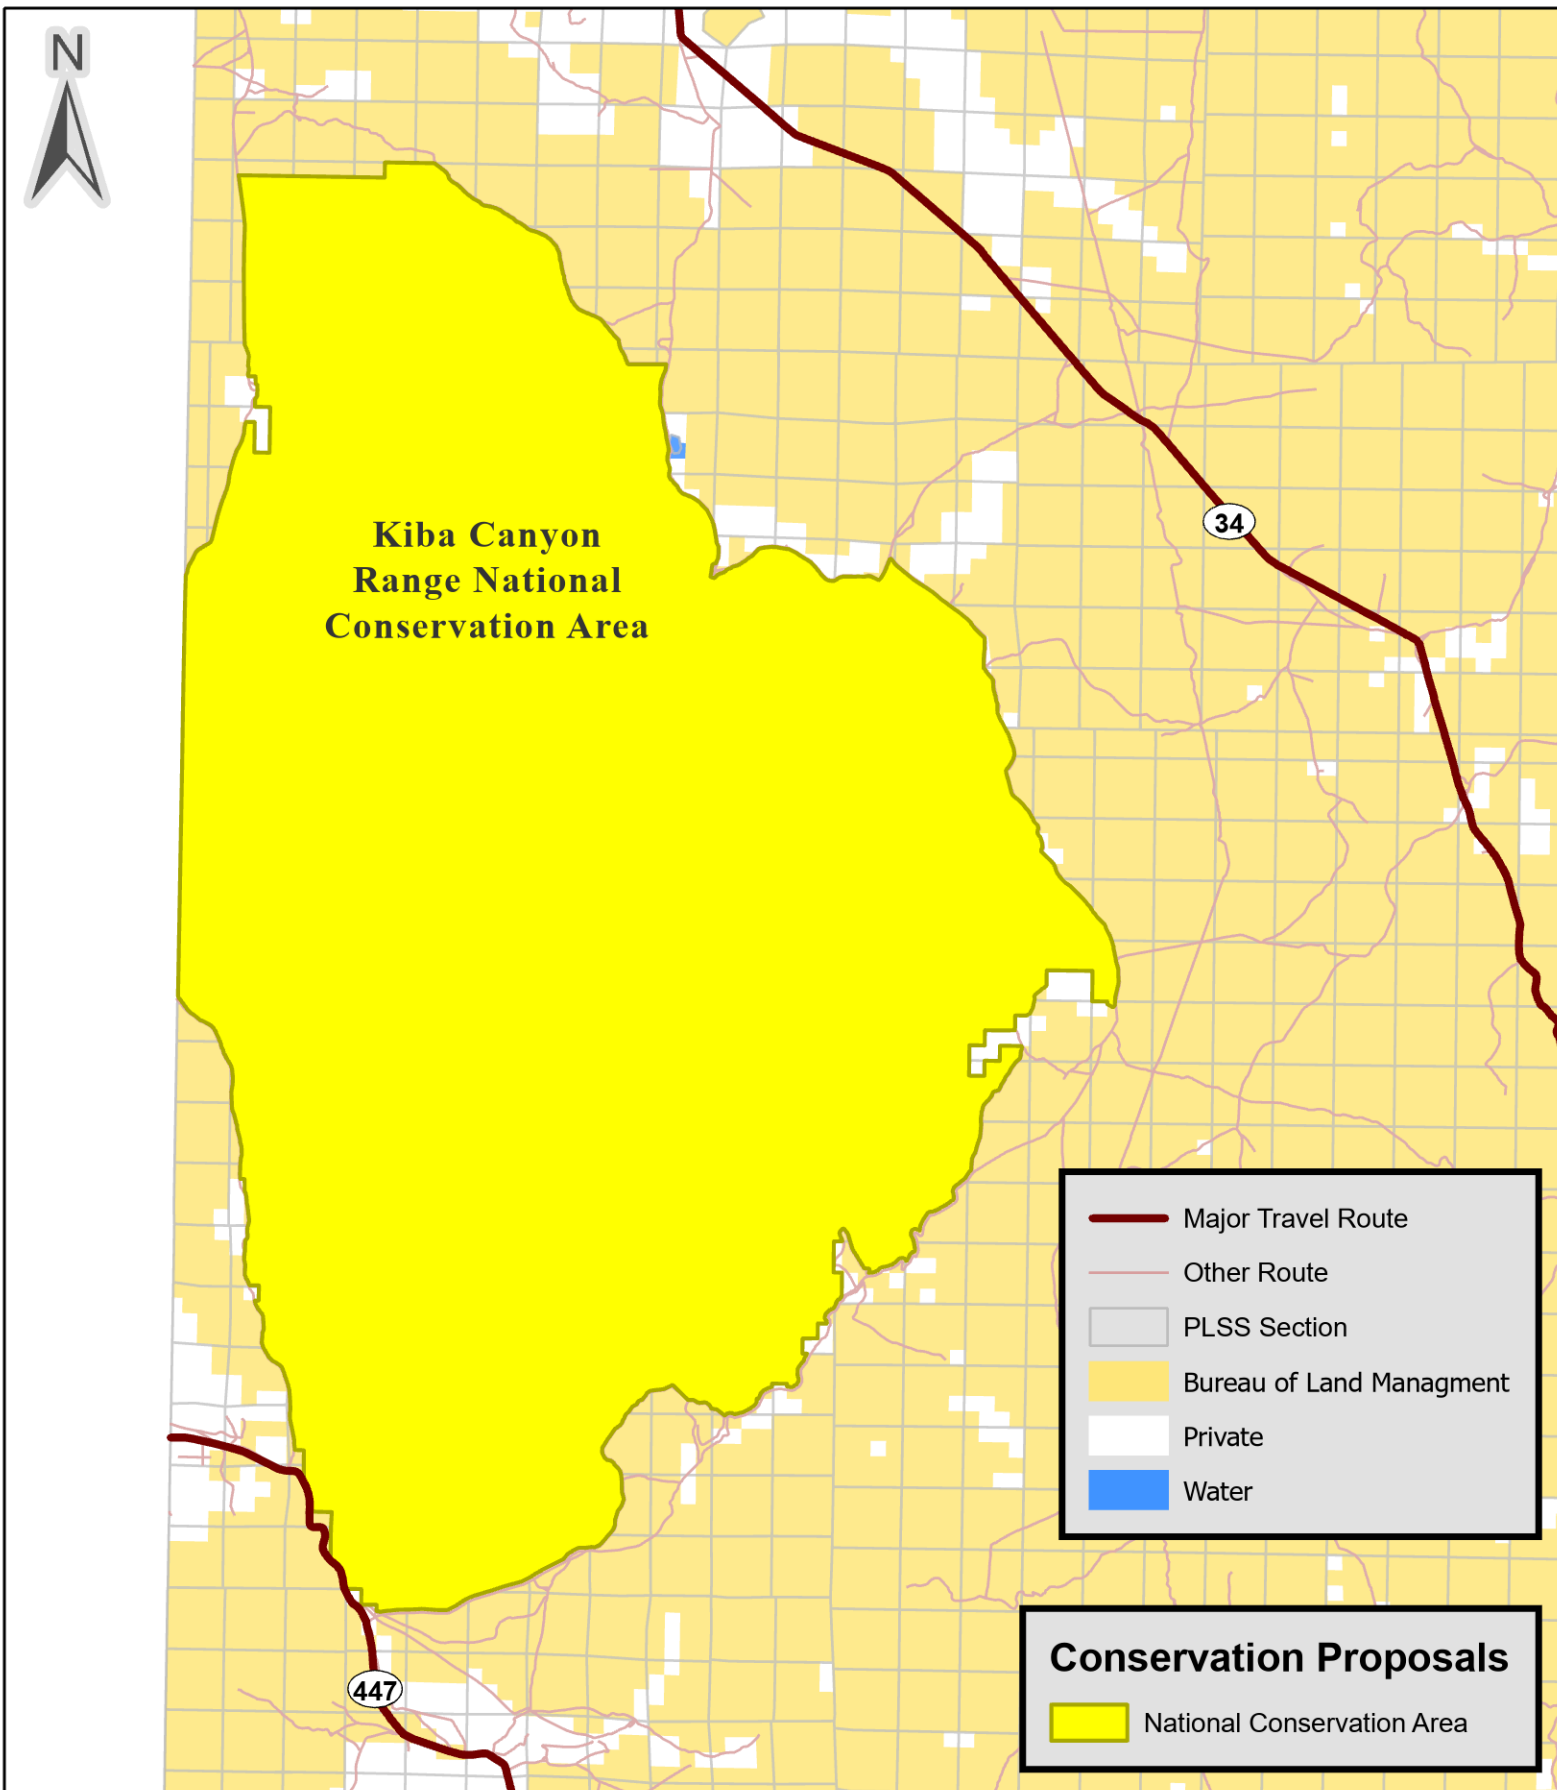 N
Kiba Canyon
Range National
Conservation Area
34
447
Major Travel Route
Other Route
PLSS Section
Bureau of Land Managment
Private
Water
Conservation Proposals
National Conservation Area